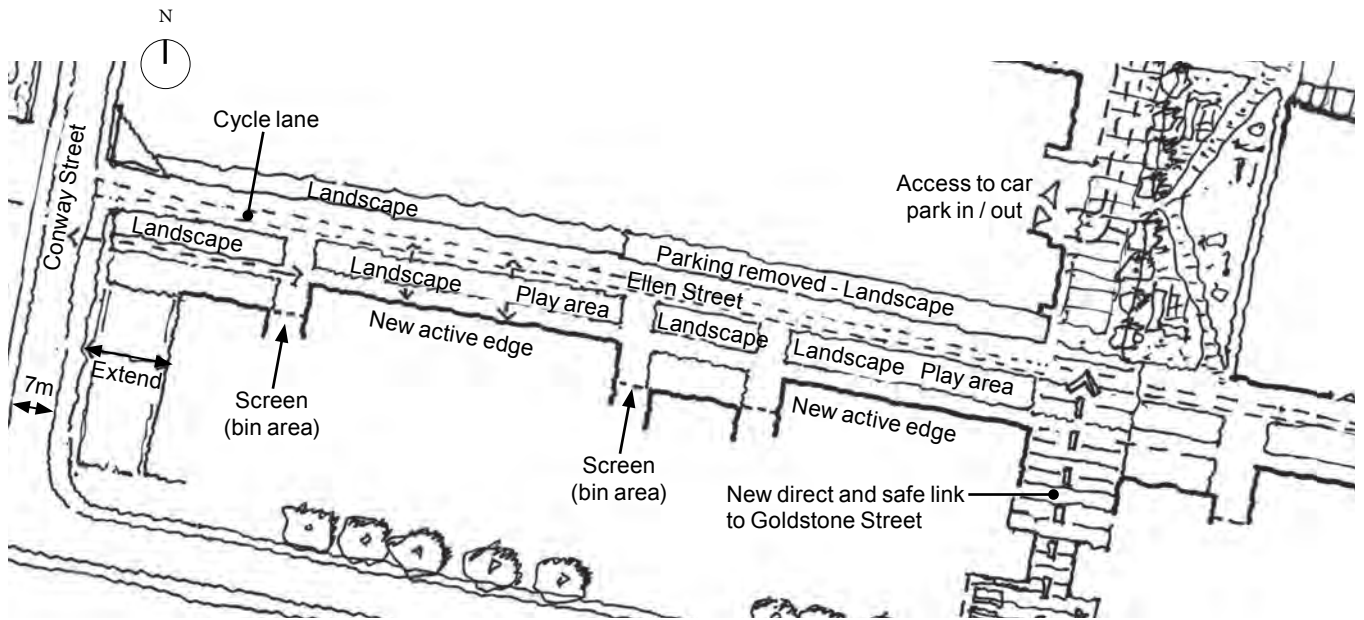 N
Cycle lane
Conway Street
Landscape
Access to car
park in / out
Landscape
Parking removed - Landscape
Ellen Street
Landscape
Play area
Landscape
Landscape
Play area
New active edge
Extend
7m
Screen
(bin area)
New active edge
Screen
(bin area)
New direct and safe link
to Goldstone Street